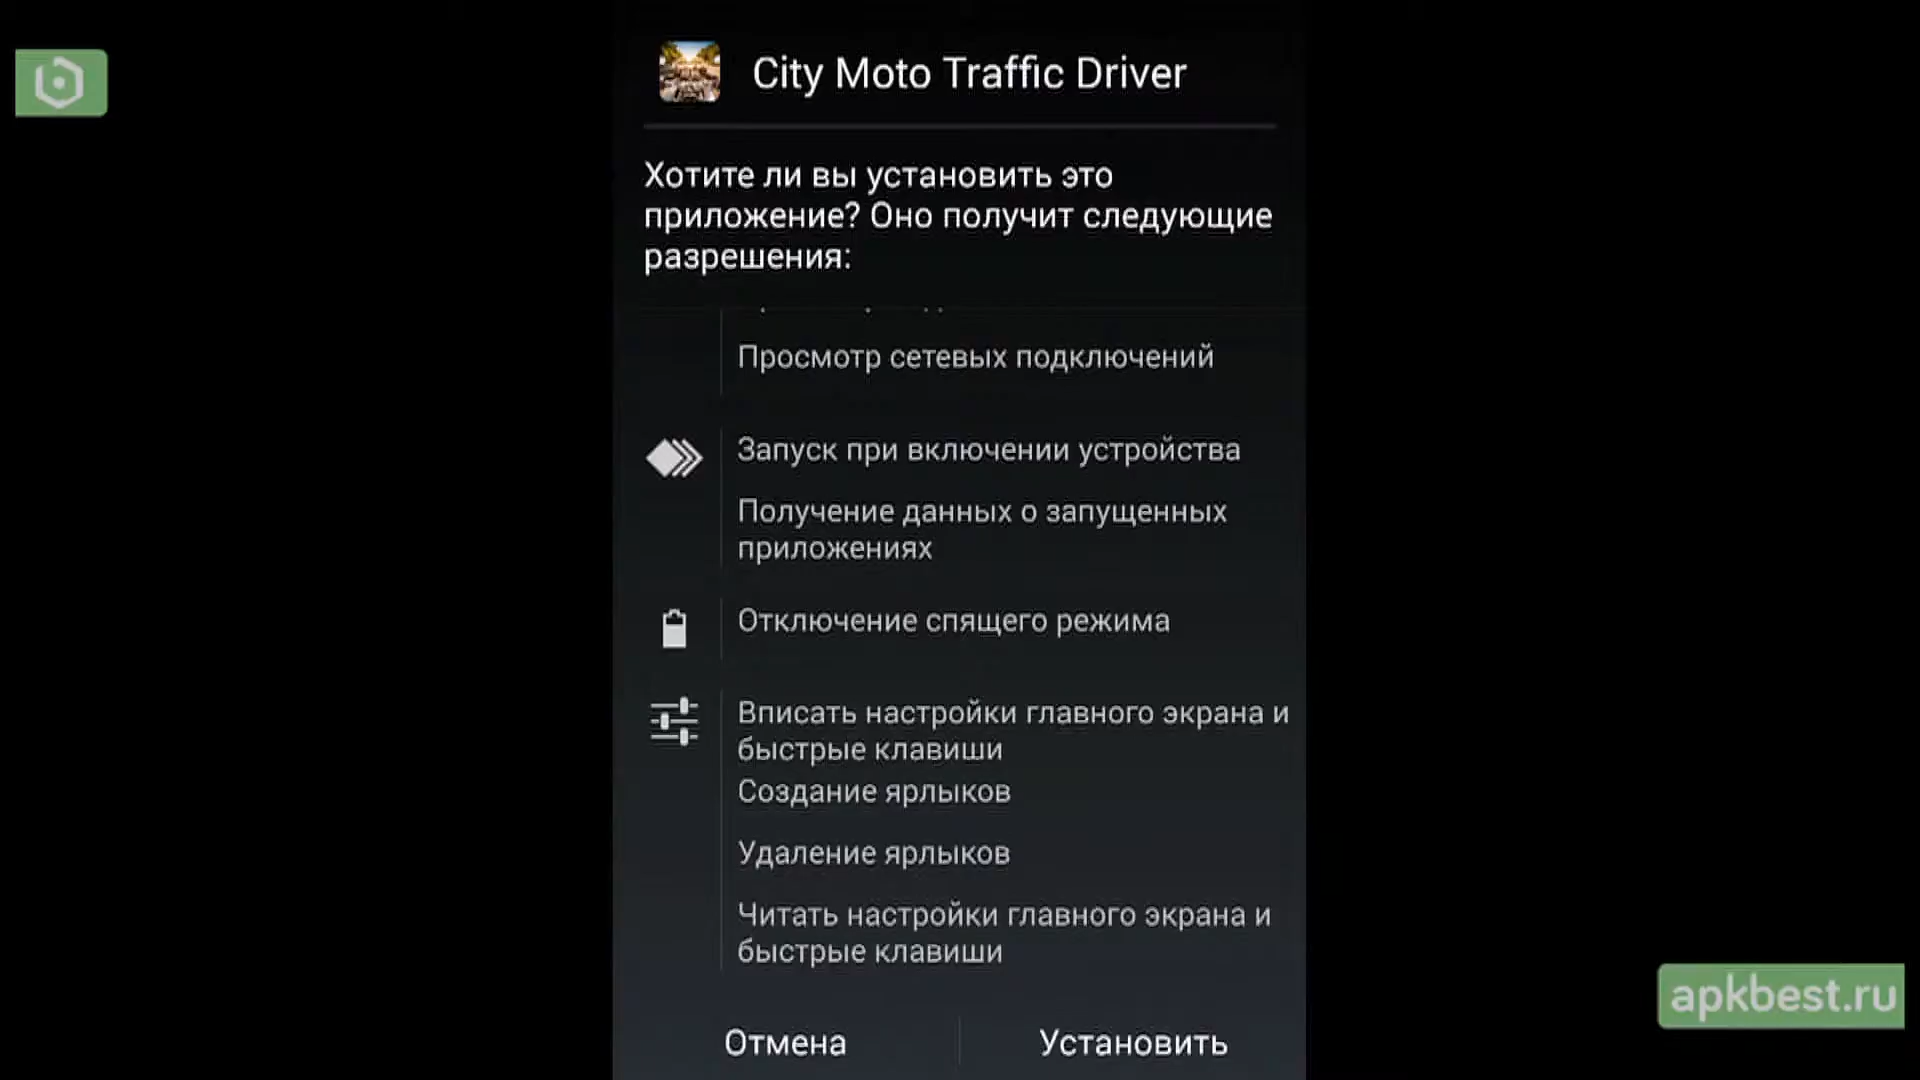 City Moto Traffic Driver
Хотите ли вы установить это
приложение? Оно получит следующие
разрешения:
Просмотр сетевых подключений
Запуск при включении устройства
Получение данных о запущенных
приложениях
Отключение спящего режима
Вписать настройки главного экрана и
быстрые клавиши
Создание ярлыков
Удаление ярлыков
Читать настройки главного экрана и
быстрые клавиши
Отмена
Установить
apkbest.ru